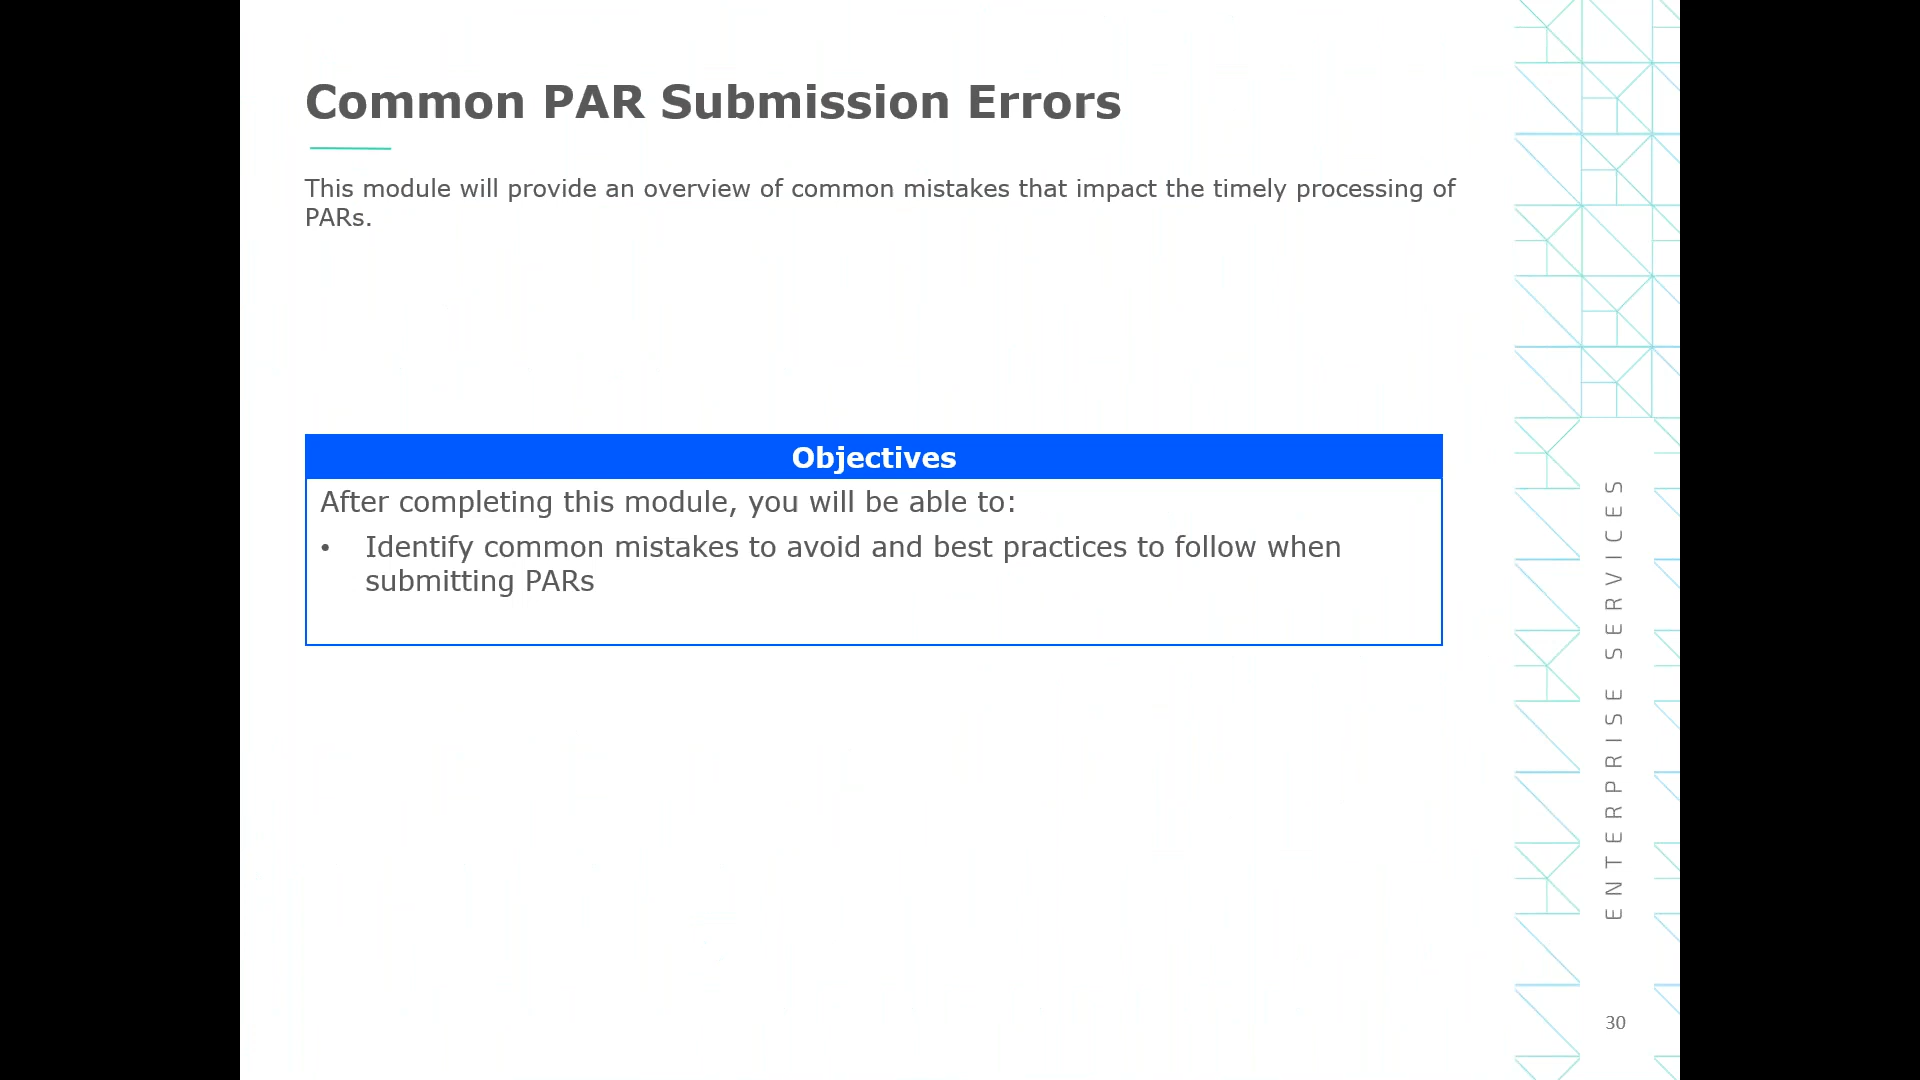 Common PAR Submission Errors
This module will provide an overview of common mistakes that impact the timely processing of
PARs.
Objectives
After completing this module, you will be able to:
• Identify common mistakes to avoid and best practices to follow when
submitting PARs
ENTERPRISE SERVICES
30